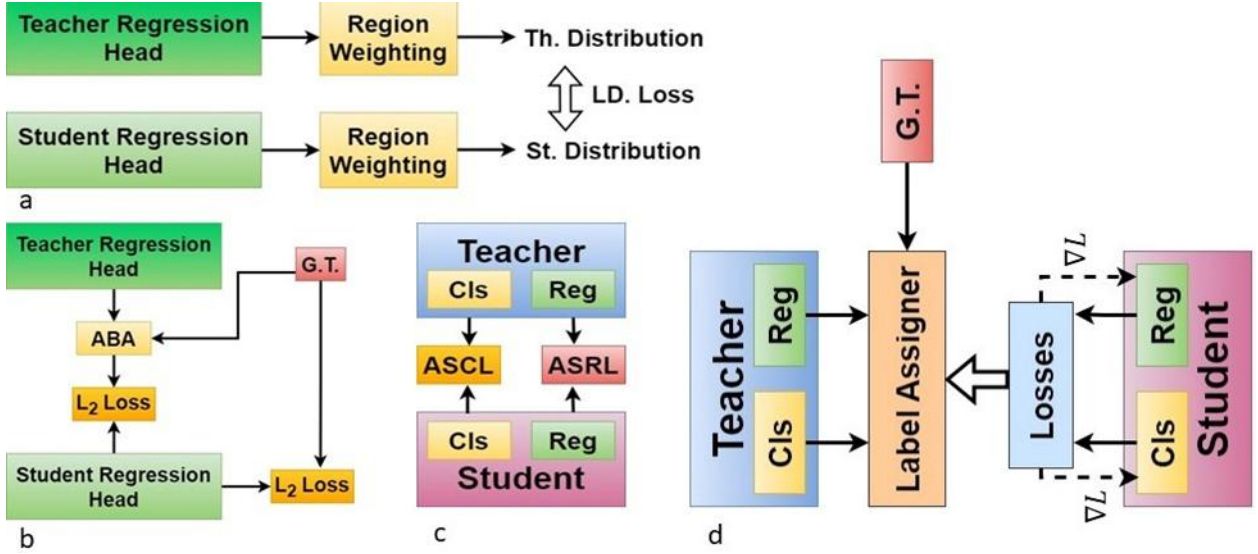 Teacher Regression
Head
Region
Weighting
Th. Distribution
LD. Loss
Student Regression
Head
Region
Weighting
St. Distribution
a
Teacher Regression
Head
G.T.
ABA
L2 Loss
Student Regression
Head
L2 Loss
b
Teacher
Cls
Reg
ASCL
ASRL
Cls
Reg
Student
c
G.T.
Teacher
Reg
Cls
Label Assigner
Losses
∇L
∇L
Reg
Cls
Student
d